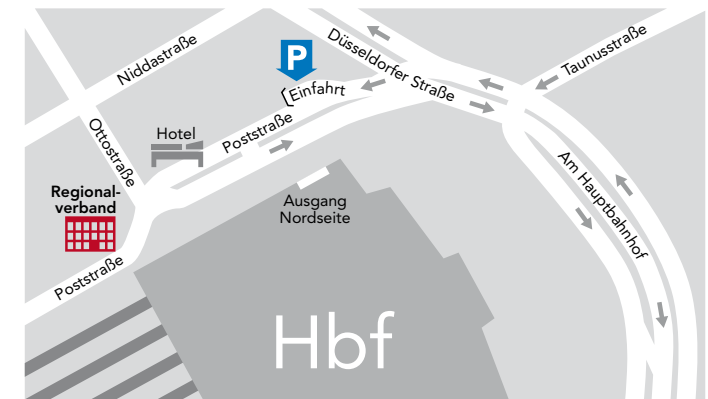 Niddastraße
P
Düsseldorfer Straße
Taunusstraße
Einfahrt
Ottostraße
Hotel
Poststraße
Am Hauptbahnhof
Regional-
verband
Ausgang
Nordseite
Poststraße
Hbf